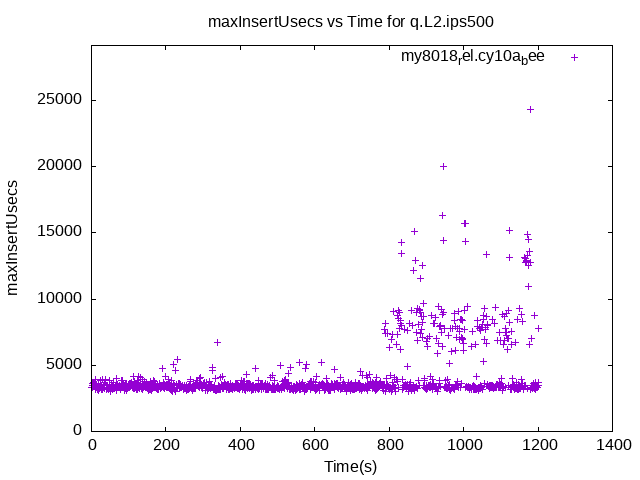 maxInsertUsecs vs Time for q.L2.ips500
my8018rel.cy10abee
25000
20000
15000
10000
5000
0
maxInsertUsecs
0 200 400 600 800 1000 1200 1400
Time(s)